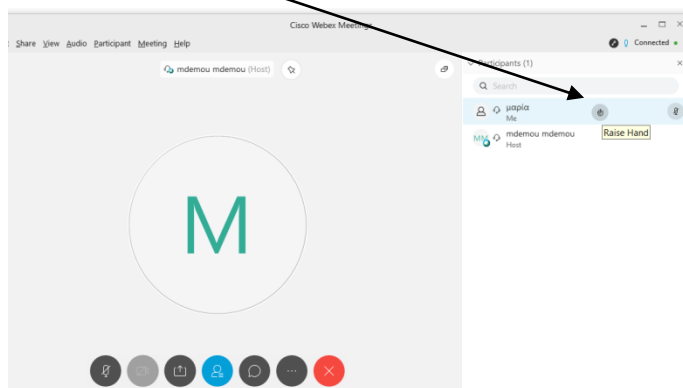 Cisco Webex Meetings
Share View Audio Participant Meeting Help
Connected
mdemou mdemou (Host)
Participants (1)
Search
μαρία
Me
Raise Hand
MM mdemou mdemou
Host
M